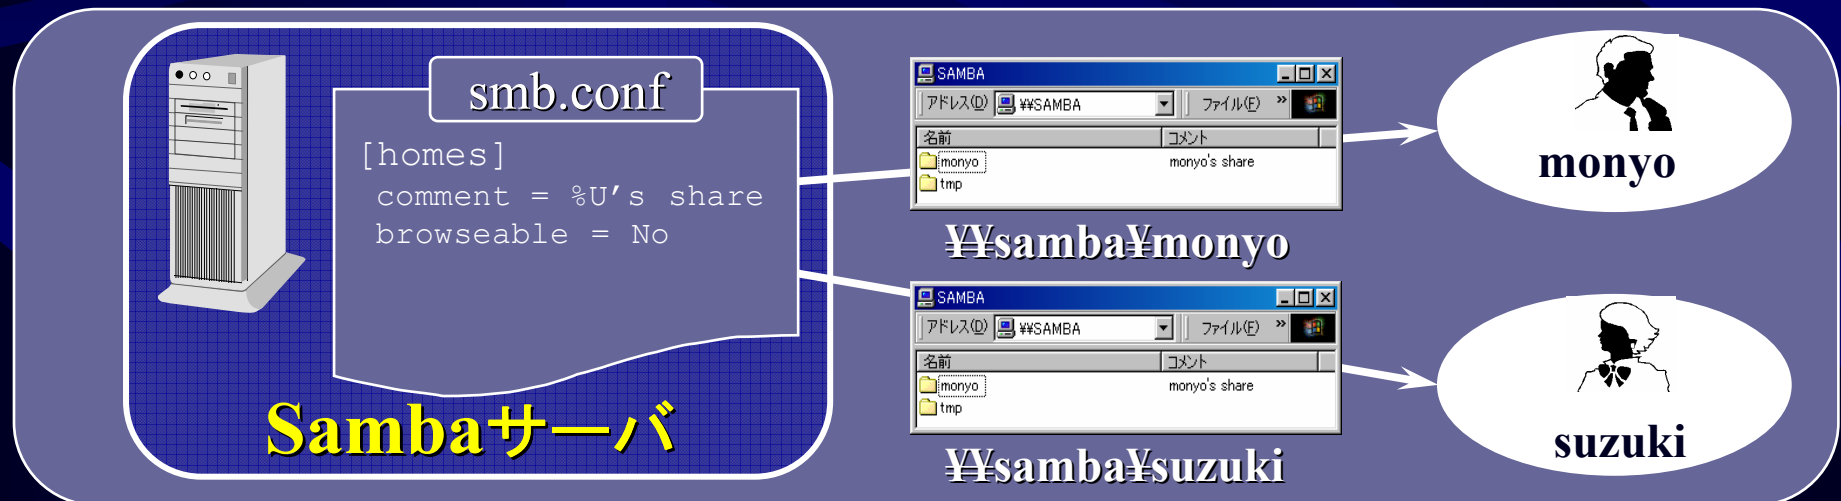 smb.conf
[homes]
comment = %U's share
browseable = No
Sambaサーバ
SAMBA
アドレス(D) ¥¥SAMBA ファイル(F) »
名前 コメント
monyo monyo's share
tmp
¥¥samba¥monyo
monyo
SAMBA
アドレス(D) ¥¥SAMBA ファイル(F) »
名前 コメント
monyo monyo's share
tmp
¥¥samba¥suzuki
suzuki